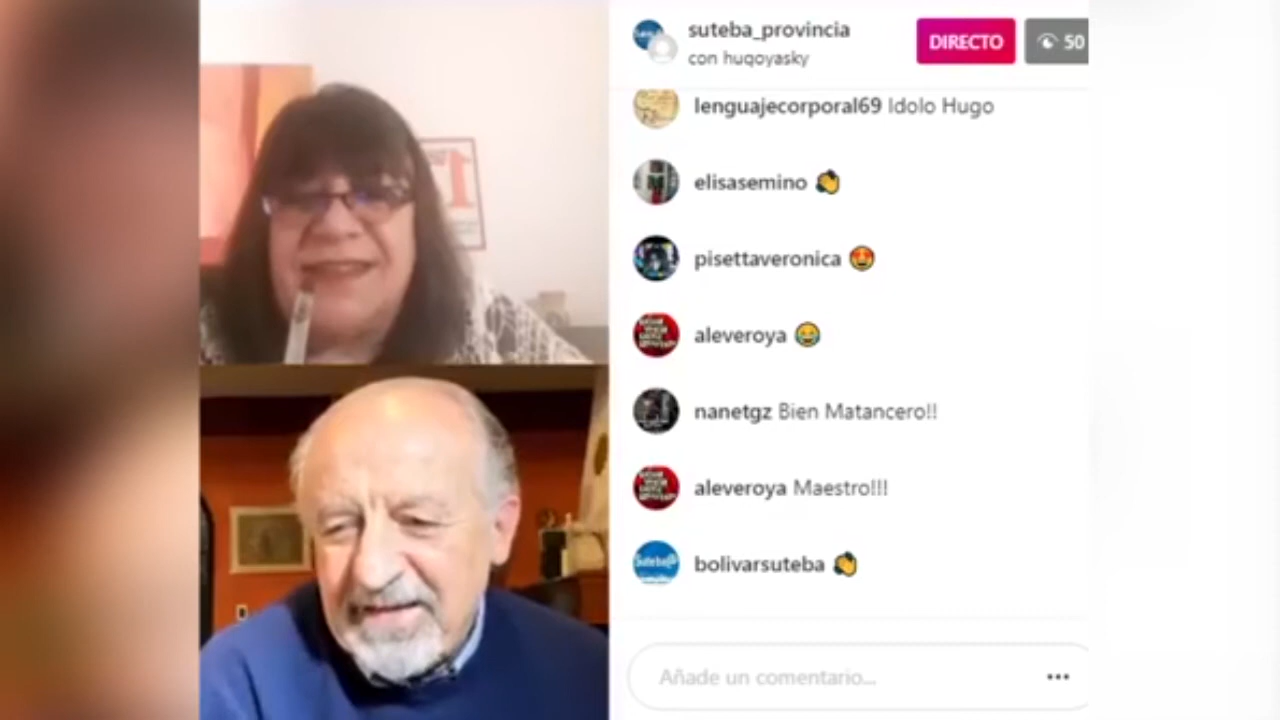 suteba_provincia
con hugoyasky
DIRECTO
50
lenguajecorporal69 Idolo Hugo
elisasemino 👏
pisettaveronica 🤩
aleveroya 😂
nanetgz Bien Matancero!!
aleveroya Maestro!!!
bolivarsuteba 👏
Añade un comentario...